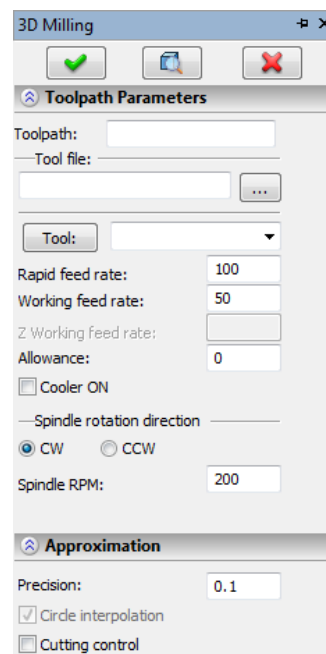 3D Milling
Toolpath Parameters
Toolpath:
Tool file:
...
Tool:
Rapid feed rate: 100
Working feed rate: 50
Z Working feed rate:
Allowance: 0
Cooler ON
Spindle rotation direction
CW CCW
Spindle RPM: 200
Approximation
Precision: 0.1
Circle interpolation
Cutting control